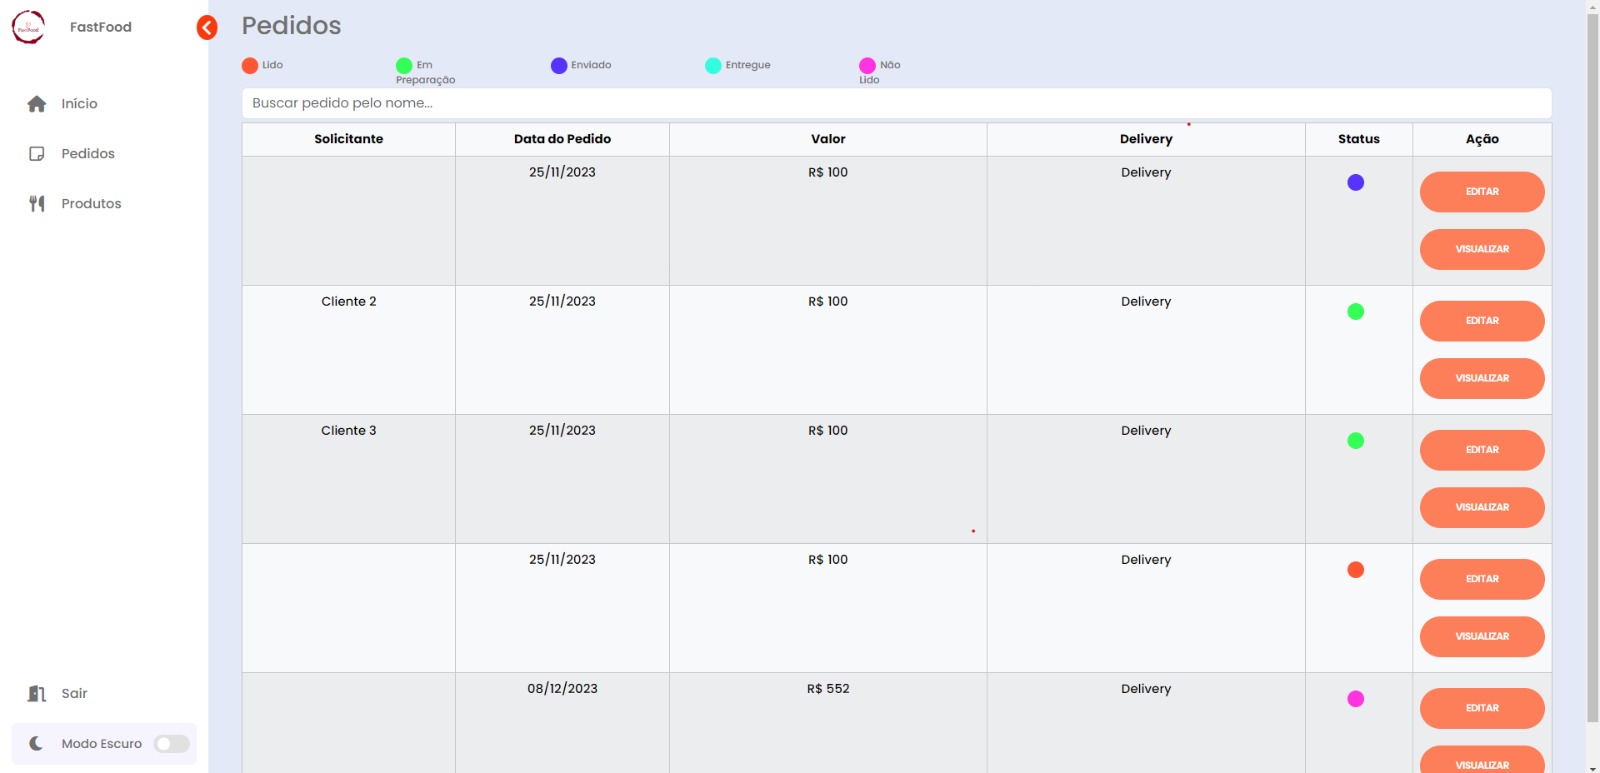 FastFood
Início
Pedidos
Produtos
Sair
Modo Escuro
Pedidos
Lido
Em
Preparação
Enviado
Entregue
Não
Lido
Buscar pedido pelo nome...
Solicitante Data do Pedido Valor Delivery Status Ação
25/11/2023 R$ 100 Delivery
EDITAR
VISUALIZAR
Cliente 2 25/11/2023 R$ 100 Delivery
EDITAR
VISUALIZAR
Cliente 3 25/11/2023 R$ 100 Delivery
EDITAR
VISUALIZAR
25/11/2023 R$ 100 Delivery
EDITAR
VISUALIZAR
08/12/2023 R$ 552 Delivery
EDITAR
VISUALIZAR